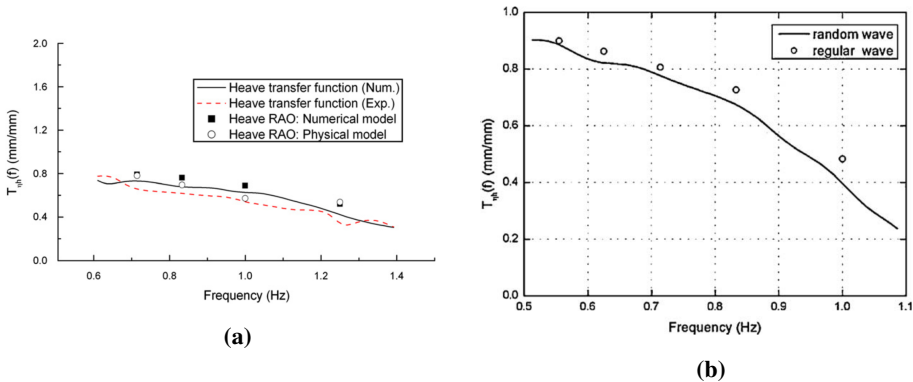 2.0
1.6
1.2
0.8
0.4
0.0
T_ηh(f) (mm/mm)
Heave transfer function (Num.)
Heave transfer function (Exp.)
Heave RAO: Numerical model
Heave RAO: Physical model
0.6 0.8 1.0 1.2 1.4
Frequency (Hz)
(a)
1.0
0.8
0.6
0.4
0.2
0.0
T_ηh(f) (mm/mm)
random wave
regular wave
0.5 0.6 0.7 0.8 0.9 1.0 1.1
Frequency (Hz)
(b)